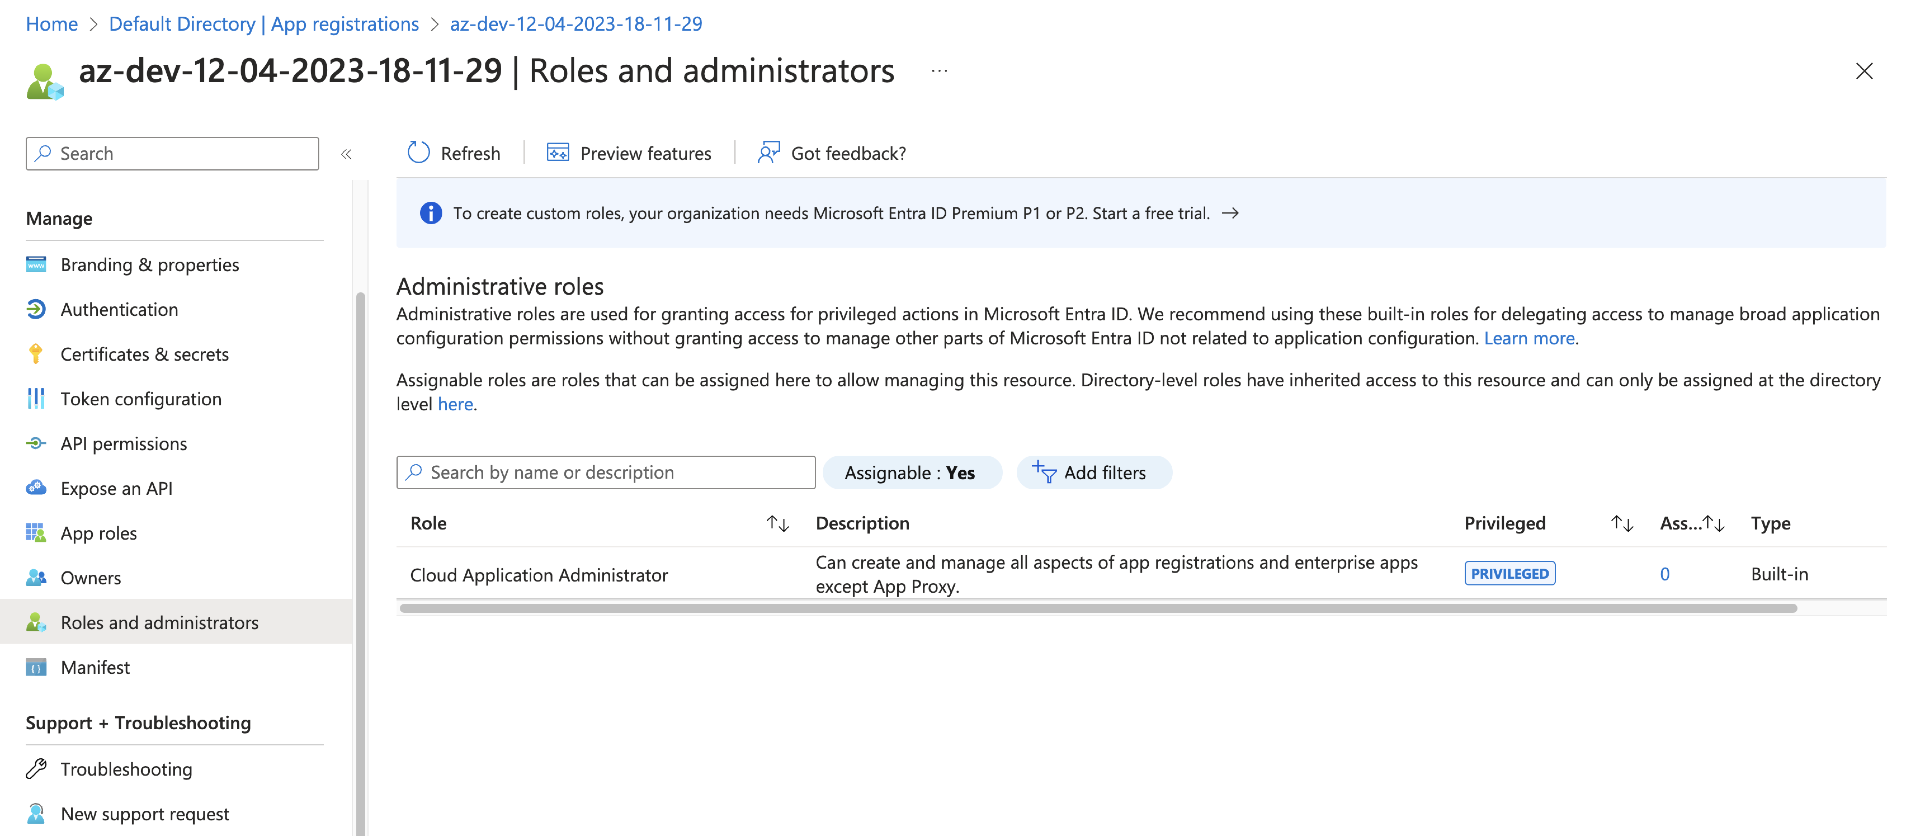 Home > Default Directory | App registrations > az-dev-12-04-2023-18-11-29
az-dev-12-04-2023-18-11-29 | Roles and administrators ...
Search
«
Refresh
Preview features
Got feedback?
To create custom roles, your organization needs Microsoft Entra ID Premium P1 or P2. Start a free trial. →
Manage
Branding & properties
Authentication
Certificates & secrets
Token configuration
API permissions
Expose an API
App roles
Owners
Roles and administrators
Manifest
Support + Troubleshooting
Troubleshooting
New support request
Administrative roles
Administrative roles are used for granting access for privileged actions in Microsoft Entra ID. We recommend using these built-in roles for delegating access to manage broad application
configuration permissions without granting access to manage other parts of Microsoft Entra ID not related to application configuration. Learn more.
Assignable roles are roles that can be assigned here to allow managing this resource. Directory-level roles have inherited access to this resource and can only be assigned at the directory
level here.
Search by name or description
Assignable : Yes
Add filters
Role ↑↓ Description Privileged ↑↓ Ass...↑↓ Type
Cloud Application Administrator
Can create and manage all aspects of app registrations and enterprise apps
except App Proxy.
PRIVILEGED
0
Built-in